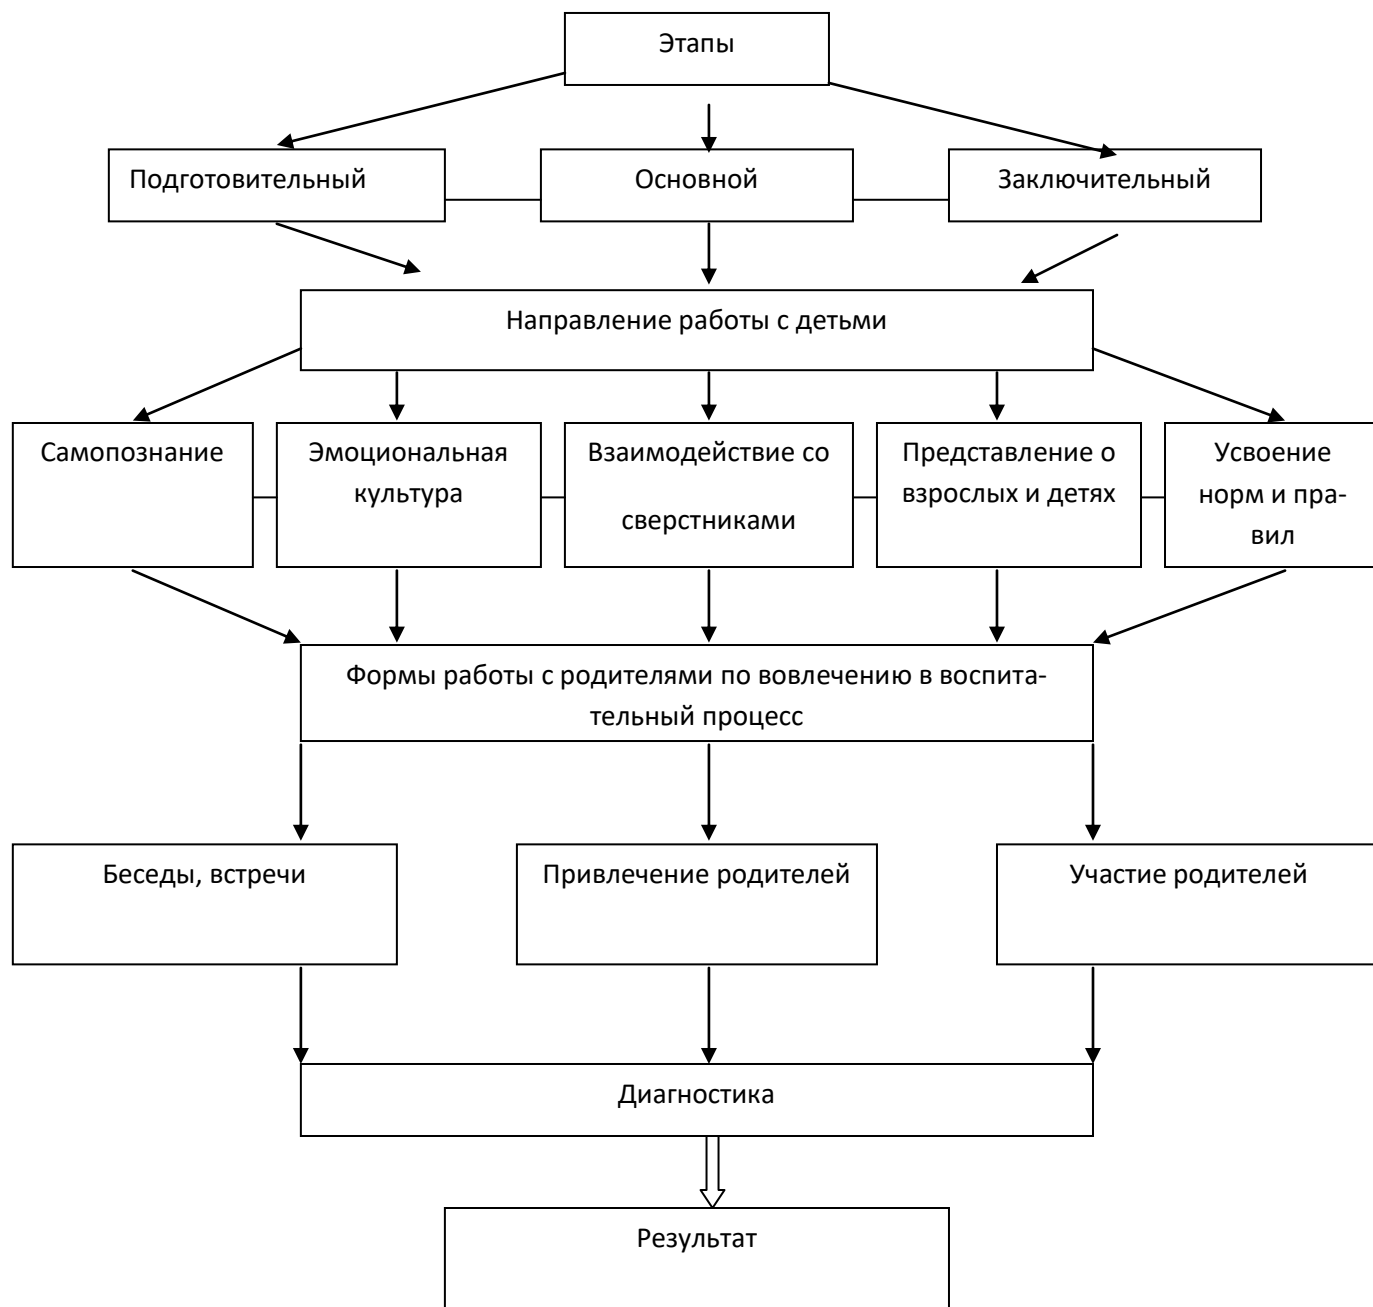 Этапы
Подготовительный
Основной
Заключительный
Направление работы с детьми
Самопознание
Эмоциональная
культура
Взаимодействие со
сверстниками
Представление о
взрослых и детях
Усвоение
норм и пра-
вил
Формы работы с родителями по вовлечению в воспита-
тельный процесс
Беседы, встречи
Привлечение родителей
Участие родителей
Диагностика
Результат